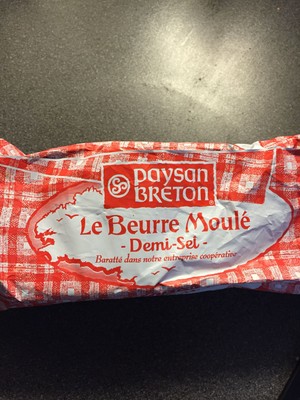 paysan
BRETON
Le Beurre Moulé
- Demi-Sel -
Baratté dans notre entreprise coopérative